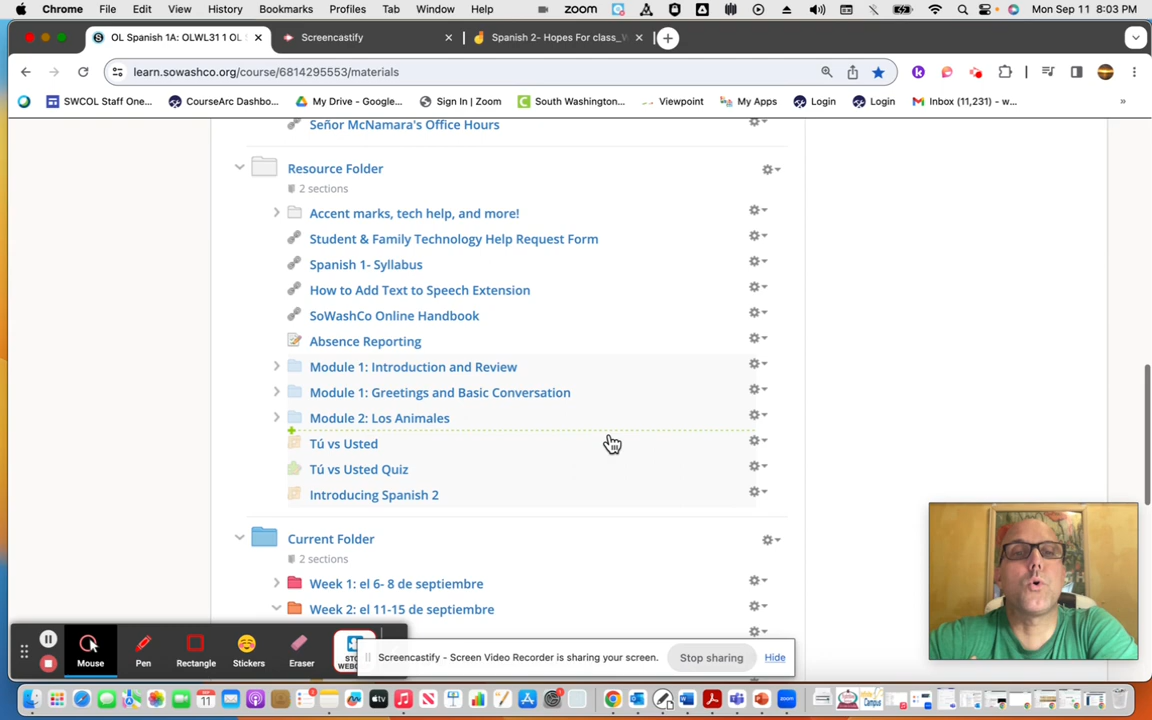 Chrome File Edit View History Bookmarks Profiles Tab Window Help zoom Mon Sep 11 8:03 PM
OL Spanish 1A: OLWL31 1 OL Screencastify Spanish 2- Hopes For class_
learn.sowashco.org/course/6814295553/materials
SWCOL Staff One... CourseArc Dashbo... My Drive - Google... Sign In | Zoom South Washington... Viewpoint My Apps Login Login Inbox (11,231) – w... »
Señor McNamara's Office Hours
Resource Folder
2 sections
Accent marks, tech help, and more!
Student & Family Technology Help Request Form
Spanish 1- Syllabus
How to Add Text to Speech Extension
SoWashCo Online Handbook
Absence Reporting
Module 1: Introduction and Review
Module 1: Greetings and Basic Conversation
Module 2: Los Animales
Tú vs Usted
Tú vs Usted Quiz
Introducing Spanish 2
Current Folder
2 sections
Week 1: el 6- 8 de septiembre
Week 2: el 11-15 de septiembre
Mouse Pen Rectangle Stickers Eraser
Screencastify - Screen Video Recorder is sharing your screen. Stop sharing Hide